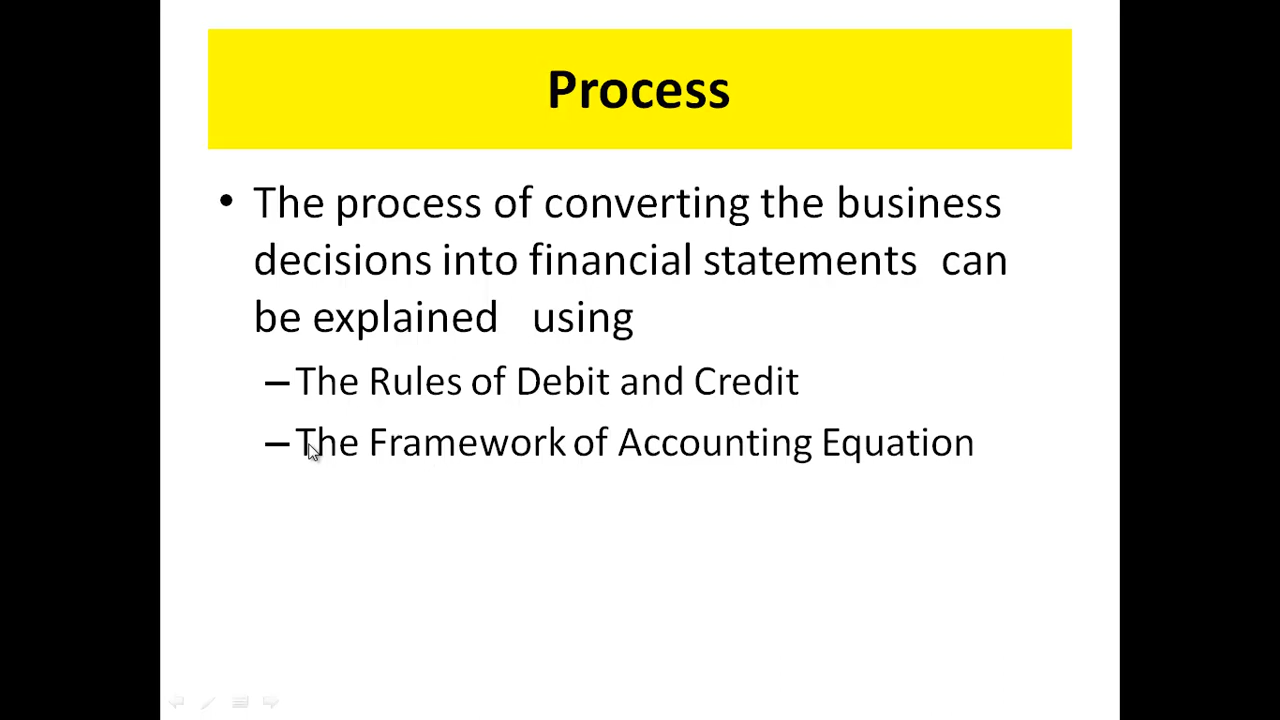 Process
• The process of converting the business
decisions into financial statements can
be explained using
–The Rules of Debit and Credit
–The Framework of Accounting Equation